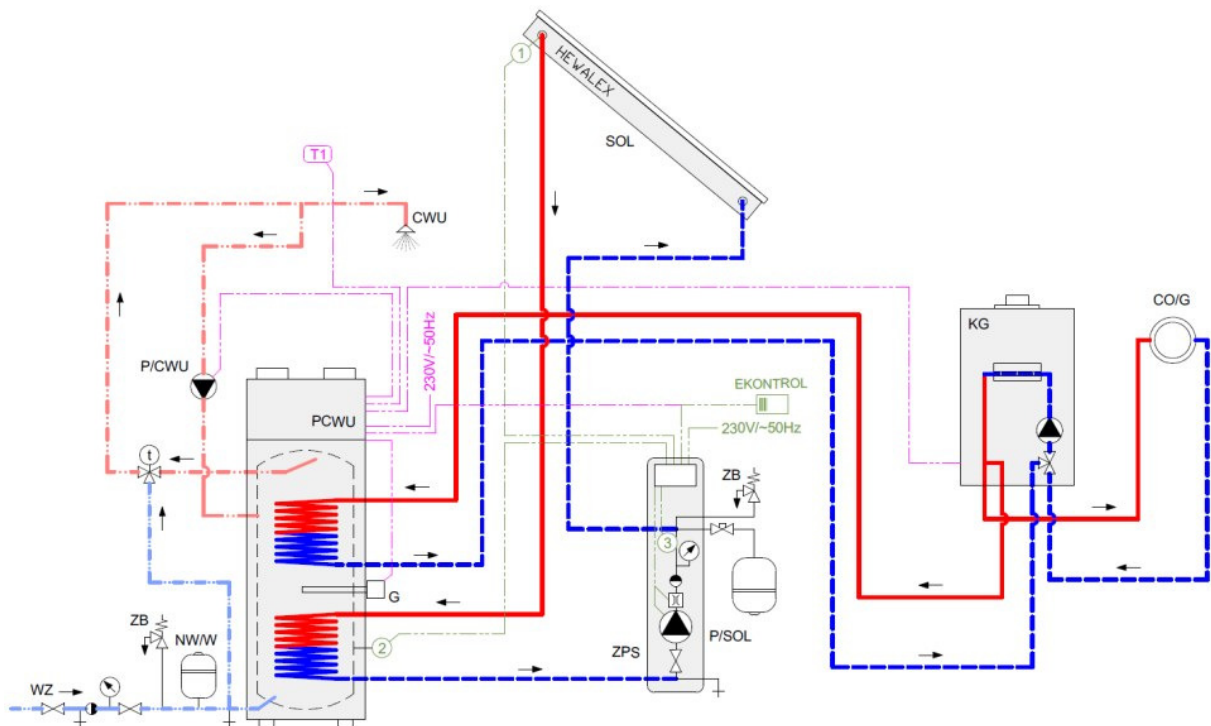 1
HEWALEX
SOL
T1
CWU
P/CWU
230V/~50Hz
PCWU
KG
CO/G
EKONTROL
230V/~50Hz
ZB
t
3
G
2
ZPS
P/SOL
ZB
NW/W
WZ